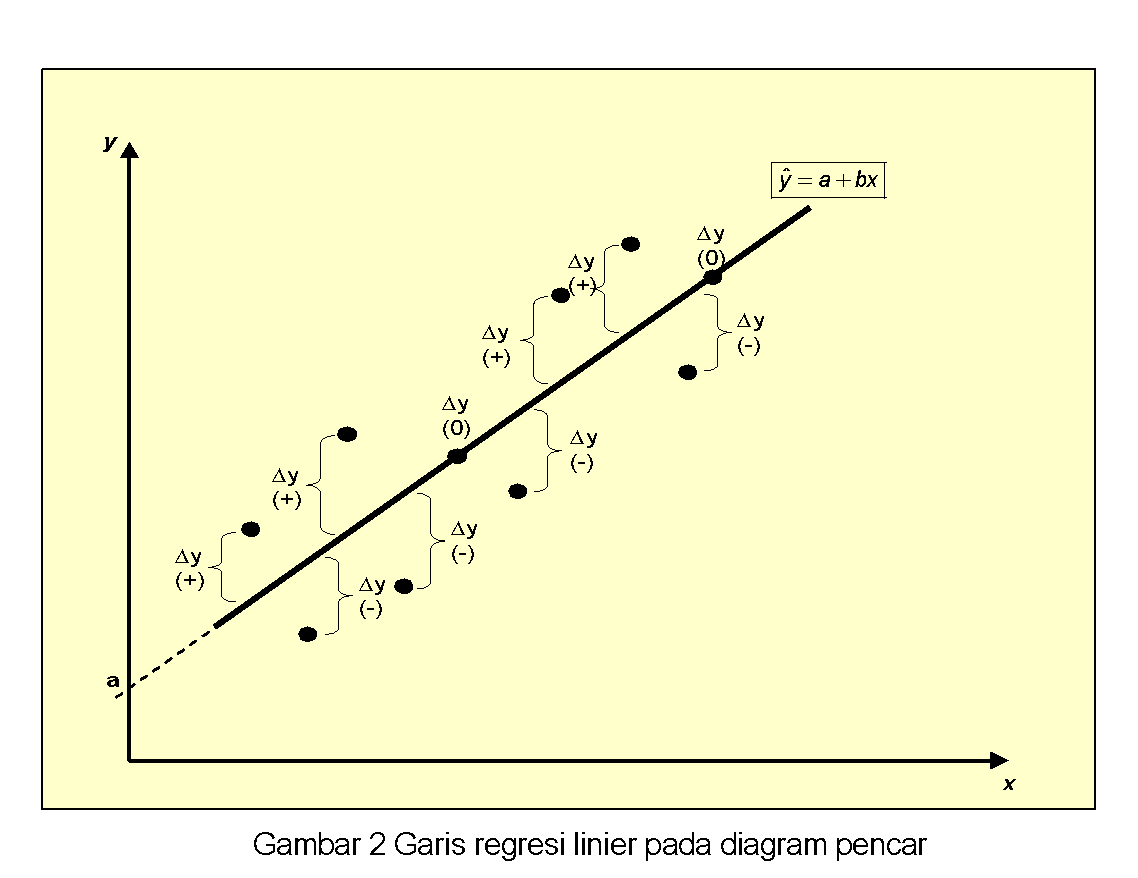 y
ŷ = a + bx
Δy
(0)
Δy
(+)
Δy
(+)
Δy
(-)
Δy
(0)
Δy
(-)
Δy
(+)
Δy
(-)
Δy
(+)
Δy
(-)
a
x
Gambar 2 Garis regresi linier pada diagram pencar